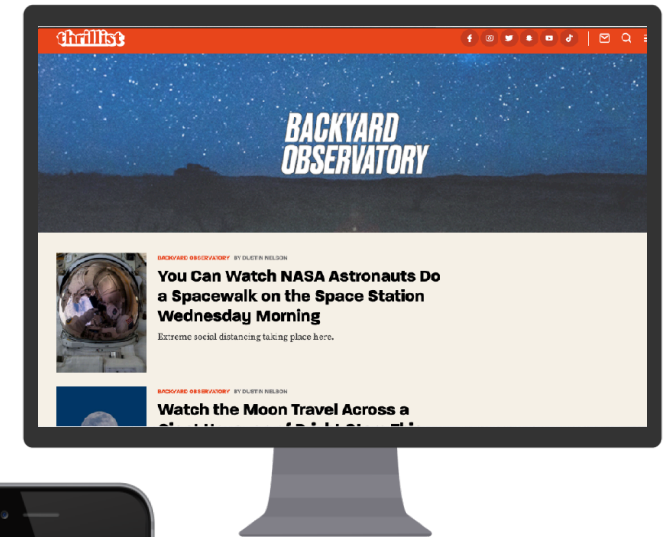 thrillist
BACKYARD
OBSERVATORY
BACKYARD OBSERVATORY BY DUSTIN NELSON
You Can Watch NASA Astronauts Do
a Spacewalk on the Space Station
Wednesday Morning
Extreme social distancing taking place here.
BACKYARD OBSERVATORY BY DUSTIN NELSON
Watch the Moon Travel Across a